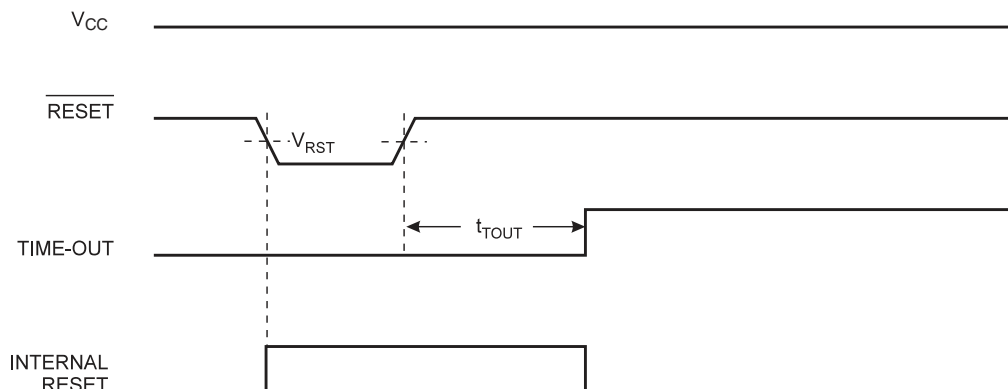 VCC
RESET
VRST
tTOUT
TIME-OUT
INTERNAL
RESET